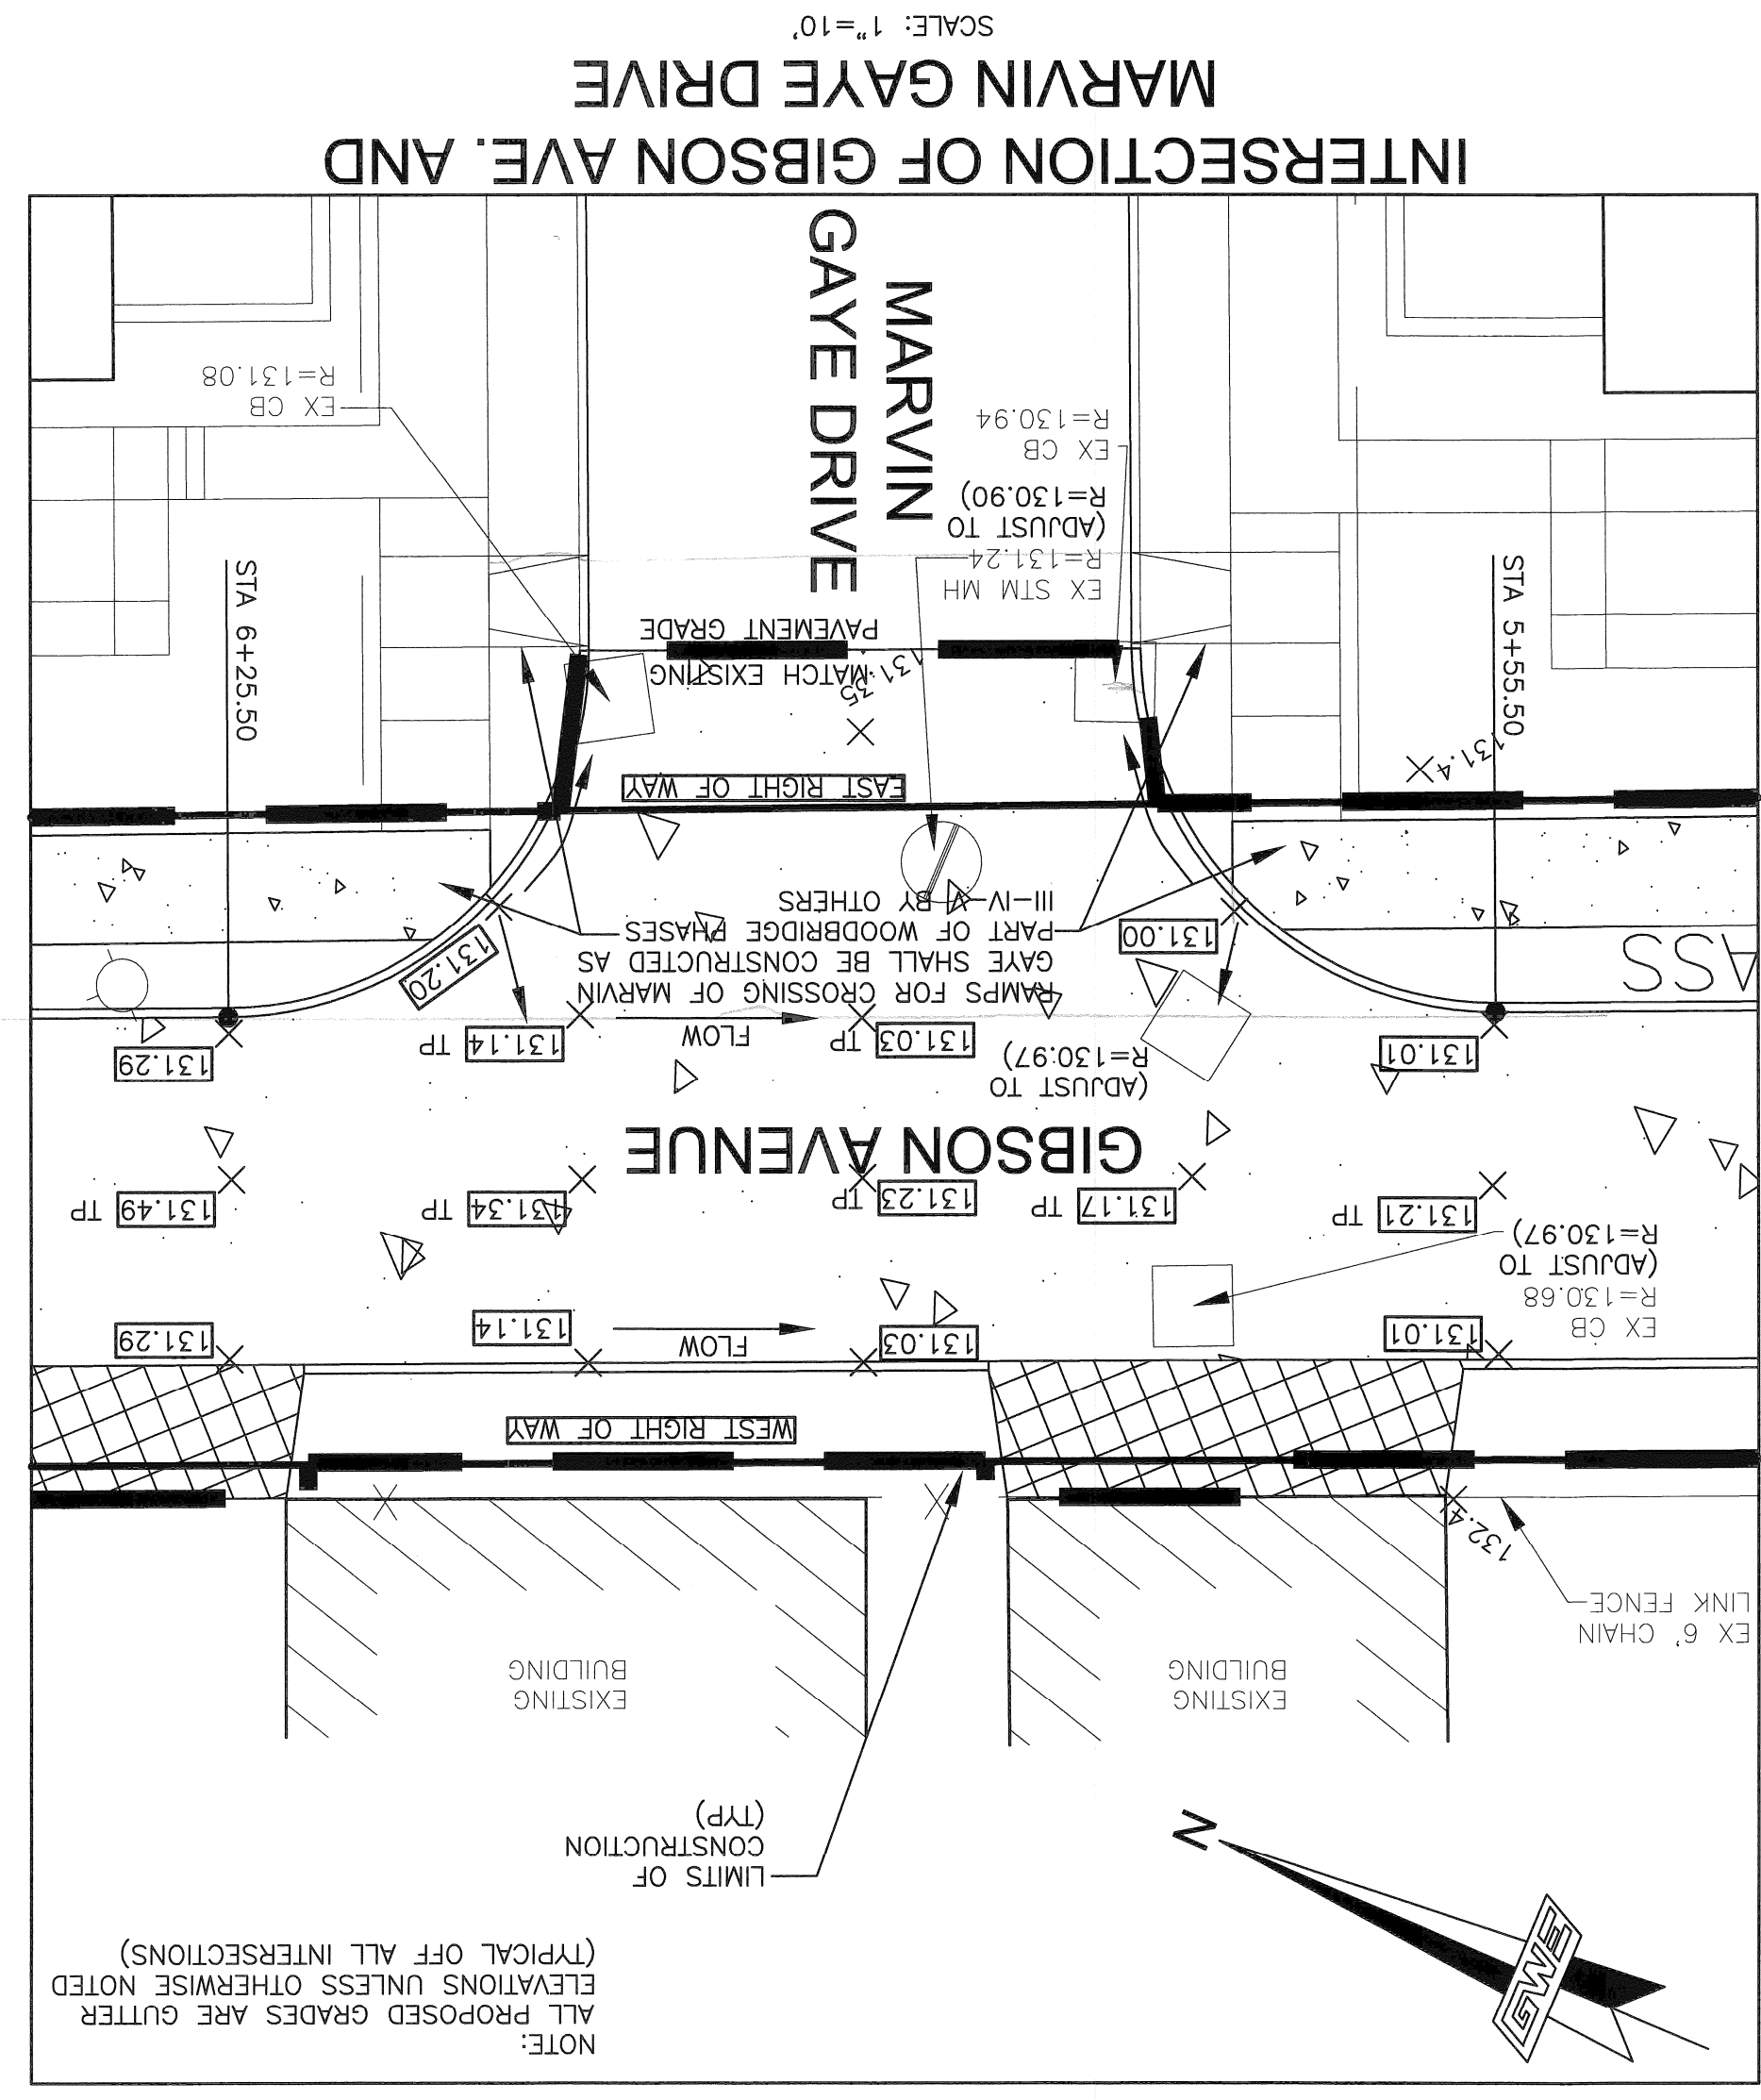 NOTE:
ALL PROPOSED GRADES ARE GUTTER
ELEVATIONS UNLESS OTHERWISE NOTED
(TYPICAL OFF ALL INTERSECTIONS)
GWE
N
LIMITS OF
CONSTRUCTION
(TYP)
EX 6' CHAIN
LINK FENCE
EXISTING
BUILDING
EXISTING
BUILDING
132.4
WEST RIGHT OF WAY
131.01
131.03
FLOW
131.14
131.29
EX CB
R=130.68
(ADJUST TO
R=130.97)
131.21 TP
131.17 TP
131.23 TP
131.34 TP
131.49 TP
GIBSON AVENUE
(ADJUST TO
R=130.97)
131.01
131.03 TP
FLOW
131.14 TP
131.29
ASS
131.00
RAMPS FOR CROSSING OF MARVIN
GAYE SHALL BE CONSTRUCTED AS
PART OF WOODBRIDGE PHASES
III-IV-V BY OTHERS
131.20
EAST RIGHT OF WAY
131.4
131.35
MATCH EXISTING
PAVEMENT GRADE
STA 5+55.50
STA 6+25.50
EX STM MH
R=131.24
(ADJUST TO
R=130.90)
EX CB
R=130.94
EX CB
R=131.08
MARVIN
GAYE DRIVE
INTERSECTION OF GIBSON AVE. AND
MARVIN GAYE DRIVE
SCALE: 1"=10'